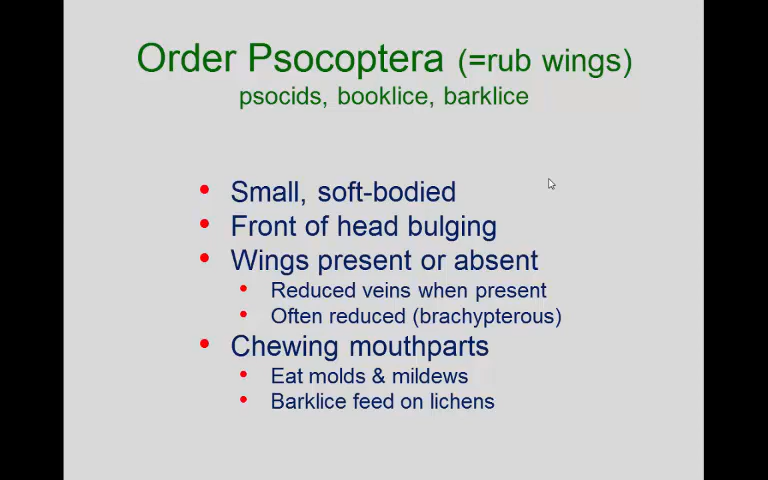 Order Psocoptera (=rub wings)
psocids, booklice, barklice
• Small, soft-bodied
• Front of head bulging
• Wings present or absent
• Reduced veins when present
• Often reduced (brachypterous)
• Chewing mouthparts
• Eat molds & mildews
• Barklice feed on lichens